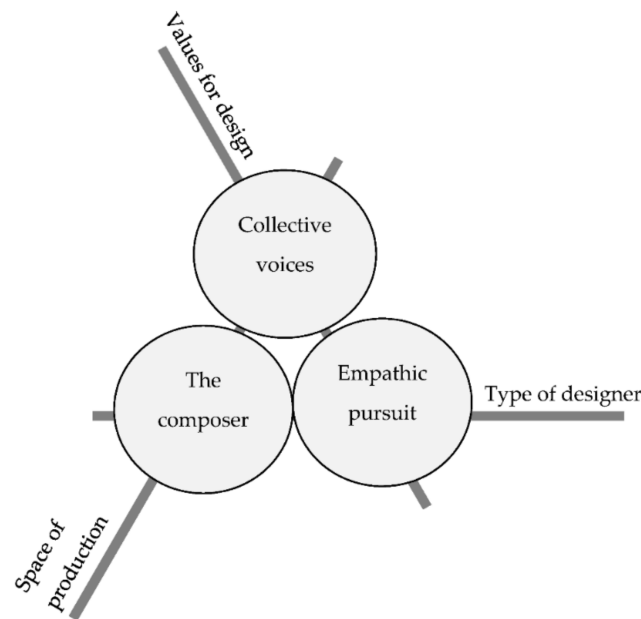 Values for design
Collective
voices
The
composer
Empathic
pursuit
Type of designer
Space of
production